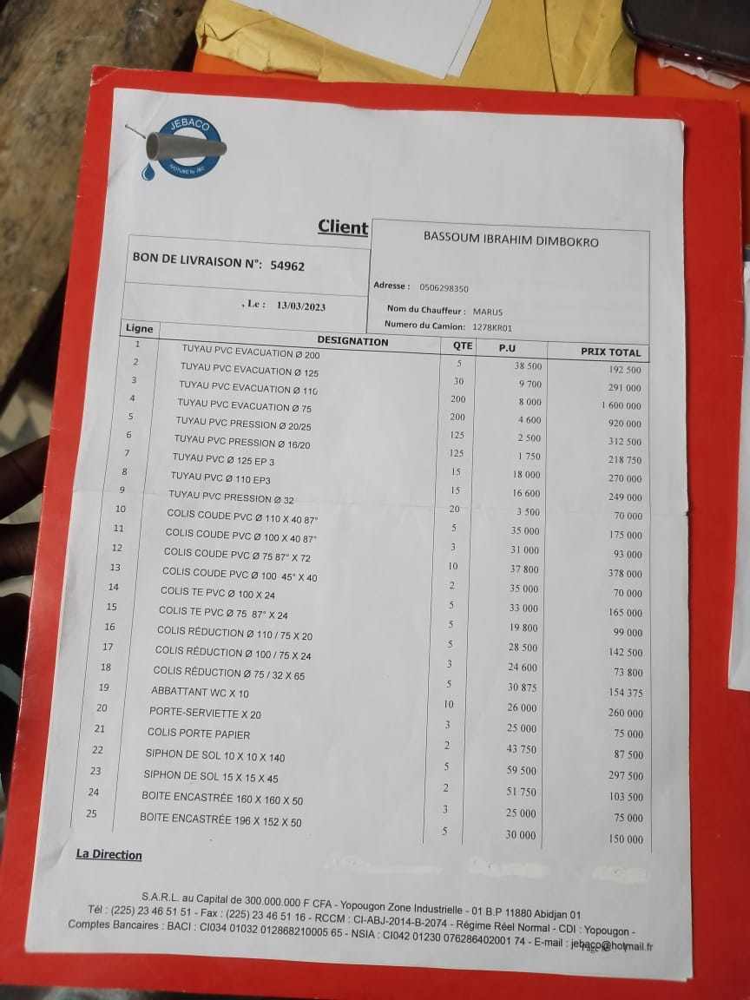 JEBACO
IVOTUBE by JBC
Client
BASSOUM IBRAHIM DIMBOKRO
BON DE LIVRAISON N°: 54962
Adresse : 0506298350
, Le : 13/03/2023
Nom du Chauffeur : MARUS
Numero du Camion: 1278KR01
Ligne DESIGNATION QTE P.U PRIX TOTAL
1 TUYAU PVC EVACUATION Ø 200 5 38 500 192 500
2 TUYAU PVC EVACUATION Ø 125 30 9 700 291 000
3 TUYAU PVC EVACUATION Ø 110 200 8 000 1 600 000
4 TUYAU PVC EVACUATION Ø 75 200 4 600 920 000
5 TUYAU PVC PRESSION Ø 20/25 125 2 500 312 500
6 TUYAU PVC PRESSION Ø 16/20 125 1 750 218 750
7 TUYAU PVC Ø 125 EP 3 15 18 000 270 000
8 TUYAU PVC Ø 110 EP3 15 16 600 249 000
9 TUYAU PVC PRESSION Ø 32 20 3 500 70 000
10 COLIS COUDE PVC Ø 110 X 40 87° 5 35 000 175 000
11 COLIS COUDE PVC Ø 100 X 40 87° 3 31 000 93 000
12 COLIS COUDE PVC Ø 75 87° X 72 10 37 800 378 000
13 COLIS COUDE PVC Ø 100 45° X 40 2 35 000 70 000
14 COLIS TE PVC Ø 100 X 24 5 33 000 165 000
15 COLIS TE PVC Ø 75 87° X 24 5 19 800 99 000
16 COLIS RÉDUCTION Ø 110 / 75 X 20 5 28 500 142 500
17 COLIS RÉDUCTION Ø 100 / 75 X 24 3 24 600 73 800
18 COLIS RÉDUCTION Ø 75 / 32 X 65 5 30 875 154 375
19 ABBATTANT WC X 10 10 26 000 260 000
20 PORTE-SERVIETTE X 20 3 25 000 75 000
21 COLIS PORTE PAPIER 2 43 750 87 500
22 SIPHON DE SOL 10 X 10 X 140 5 59 500 297 500
23 SIPHON DE SOL 15 X 15 X 45 2 51 750 103 500
24 BOITE ENCASTRÉE 160 X 160 X 50 3 25 000 75 000
25 BOITE ENCASTRÉE 196 X 152 X 50 5 30 000 150 000
La Direction
S.A.R.L. au Capital de 300.000.000 F CFA - Yopougon Zone Industrielle - 01 B.P 11880 Abidjan 01
Tél : (225) 23 46 51 51 - Fax : (225) 23 46 51 16 - RCCM : CI-ABJ-2014-B-2074 - Régime Réel Normal - CDI : Yopougon -
Comptes Bancaires : BACI : CI034 01032 012868210005 65 - NSIA : CI042 01230 076286402001 74 - E-mail : jebaco@hotmail.fr